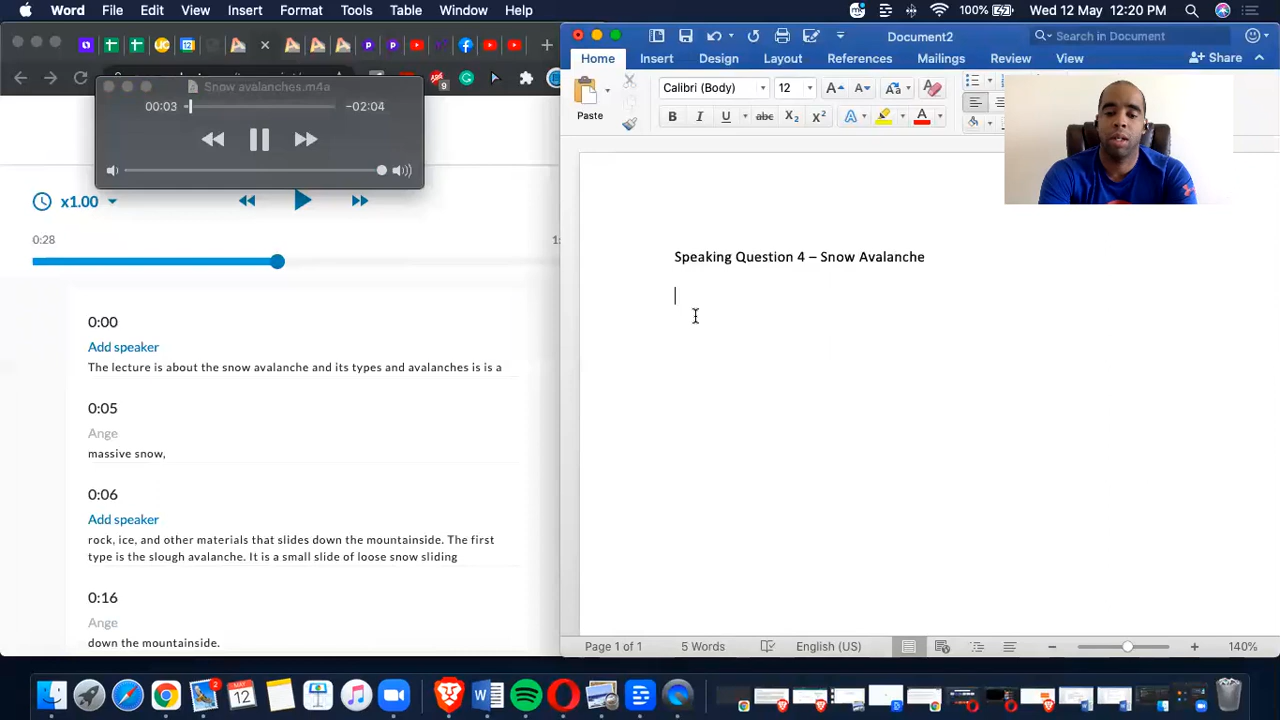 Word File Edit View Insert Format Tools Table Window Help 100% Wed 12 May 12:20 PM
Document2
Search in Document
Home Insert Design Layout References Mailings Review View Share
Snow avalanches.m4a
00:03 −02:04
Paste
Calibri (Body) 12
x1.00
0:28
0:00
Add speaker
The lecture is about the snow avalanche and its types and avalanches is is a
0:05
Ange
massive snow,
0:06
Add speaker
rock, ice, and other materials that slides down the mountainside. The first
type is the slough avalanche. It is a small slide of loose snow sliding
0:16
Ange
down the mountainside.
Speaking Question 4 – Snow Avalanche
Page 1 of 1 5 Words English (US) 140%